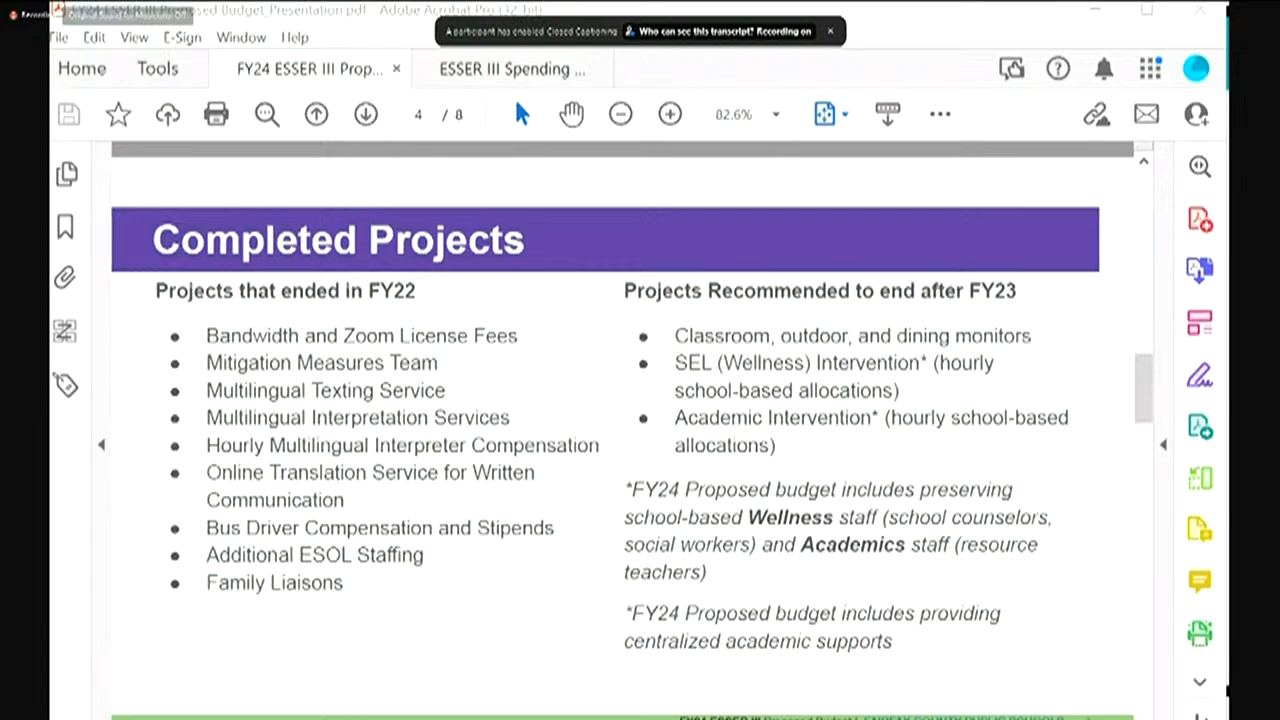 Budget_Presentation.pdf - Adobe Acrobat Pro (32-bit)
File Edit View E-Sign Window Help
A participant has enabled Closed Captioning Who can see this transcript? Recording on ×
Home Tools FY24 ESSER III Prop... × ESSER III Spending ...
4 / 8 82.6%
Completed Projects
Projects that ended in FY22
● Bandwidth and Zoom License Fees
● Mitigation Measures Team
● Multilingual Texting Service
● Multilingual Interpretation Services
● Hourly Multilingual Interpreter Compensation
● Online Translation Service for Written
Communication
● Bus Driver Compensation and Stipends
● Additional ESOL Staffing
● Family Liaisons
Projects Recommended to end after FY23
● Classroom, outdoor, and dining monitors
● SEL (Wellness) Intervention* (hourly
school-based allocations)
● Academic Intervention* (hourly school-based
allocations)
*FY24 Proposed budget includes preserving
school-based Wellness staff (school counselors,
social workers) and Academics staff (resource
teachers)
*FY24 Proposed budget includes providing
centralized academic supports